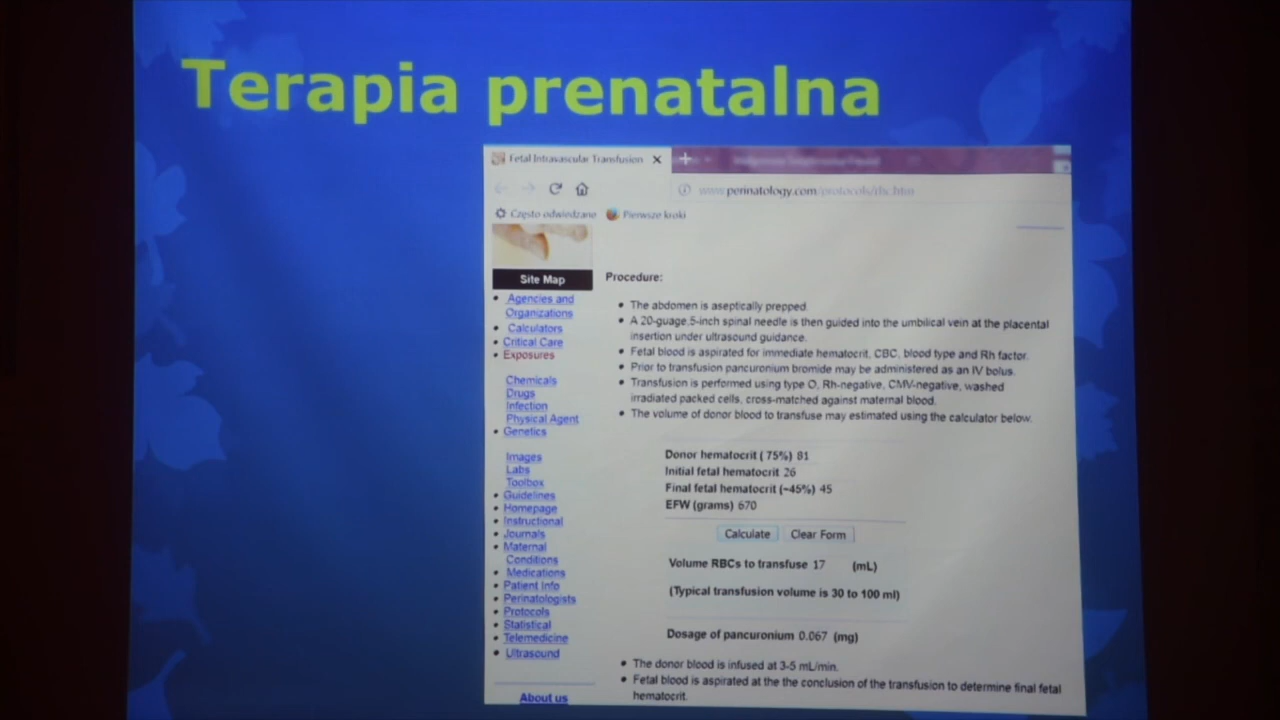 Terapia prenatalna
Fetal Intravascular Transfusion
www.perinatology.com/protocols/rbc.htm
Często odwiedzane Pierwsze kroki
Site Map
Agencies and
Organizations
Calculators
Critical Care
Exposures
Chemicals
Drugs
Infection
Physical Agent
Genetics
Images
Labs
Toolbox
Guidelines
Homepage
Instructional
Journals
Maternal
Conditions
Medications
Patient Info
Perinatologists
Protocols
Statistical
Telemedicine
Ultrasound
About us
Procedure:
The abdomen is aseptically prepped.
A 20-guage,5-inch spinal needle is then guided into the umbilical vein at the placental
insertion under ultrasound guidance.
Fetal blood is aspirated for immediate hematocrit, CBC, blood type and Rh factor.
Prior to transfusion pancuronium bromide may be administered as an IV bolus.
Transfusion is performed using type O, Rh-negative, CMV-negative, washed
irradiated packed cells, cross-matched against maternal blood.
The volume of donor blood to transfuse may estimated using the calculator below.
Donor hematocrit ( 75%) 81
Initial fetal hematocrit 26
Final fetal hematocrit (~45%) 45
EFW (grams) 670
Calculate Clear Form
Volume RBCs to transfuse 17 (mL)
(Typical transfusion volume is 30 to 100 ml)
Dosage of pancuronium 0.067 (mg)
The donor blood is infused at 3-5 mL/min.
Fetal blood is aspirated at the the conclusion of the transfusion to determine final fetal
hematocrit.